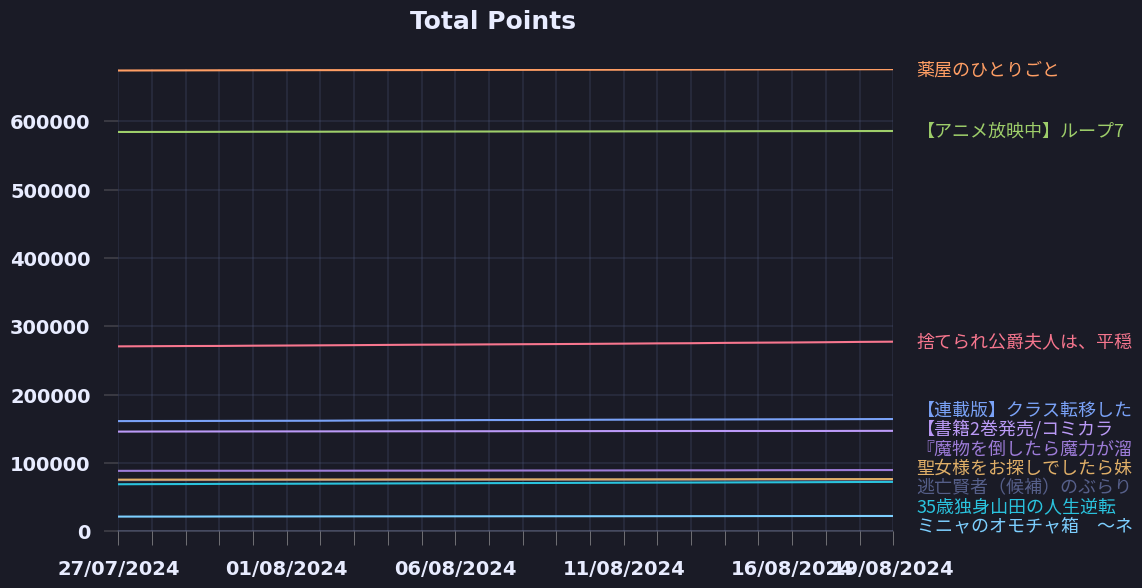 Total Points
薬屋のひとりごと
【アニメ放映中】ループ7
捨てられ公爵夫人は、平穏
【連載版】クラス転移した
【書籍2巻発売/コミカラ
『魔物を倒したら魔力が溜
聖女様をお探しでしたら妹
逃亡賢者（候補）のぶらり
35歳独身山田の人生逆転
ミニャのオモチャ箱　～ネ
600000
500000
400000
300000
200000
100000
0
27/07/2024
01/08/2024
06/08/2024
11/08/2024
16/08/2024
19/08/2024